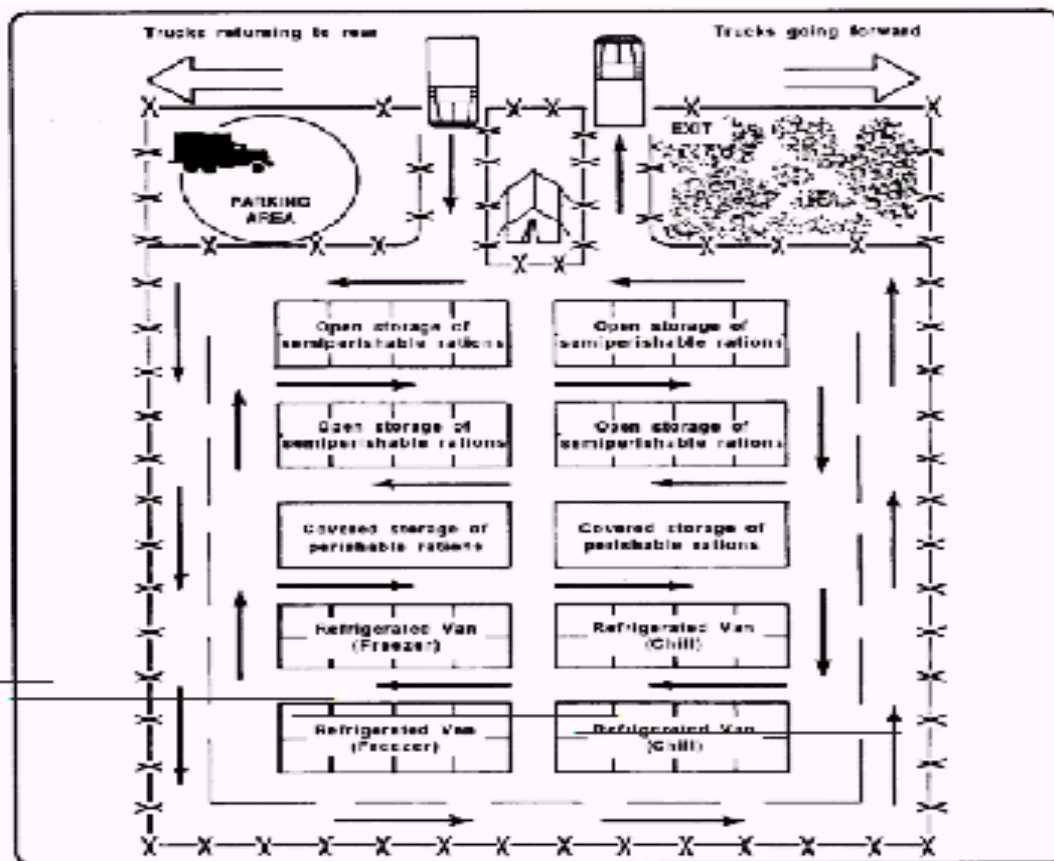 Trucks returning to rear
Trucks going forward
EXIT
PARKING
AREA
Open storage of
semiperishable rations
Open storage of
semiperishable rations
Open storage of
semiperishable rations
Open storage of
semiperishable rations
Covered storage of
perishable rations
Covered storage of
perishable rations
Refrigerated Van
(Freezer)
Refrigerated Van
(Chill)
Refrigerated Van
(Freezer)
Refrigerated Van
(Chill)